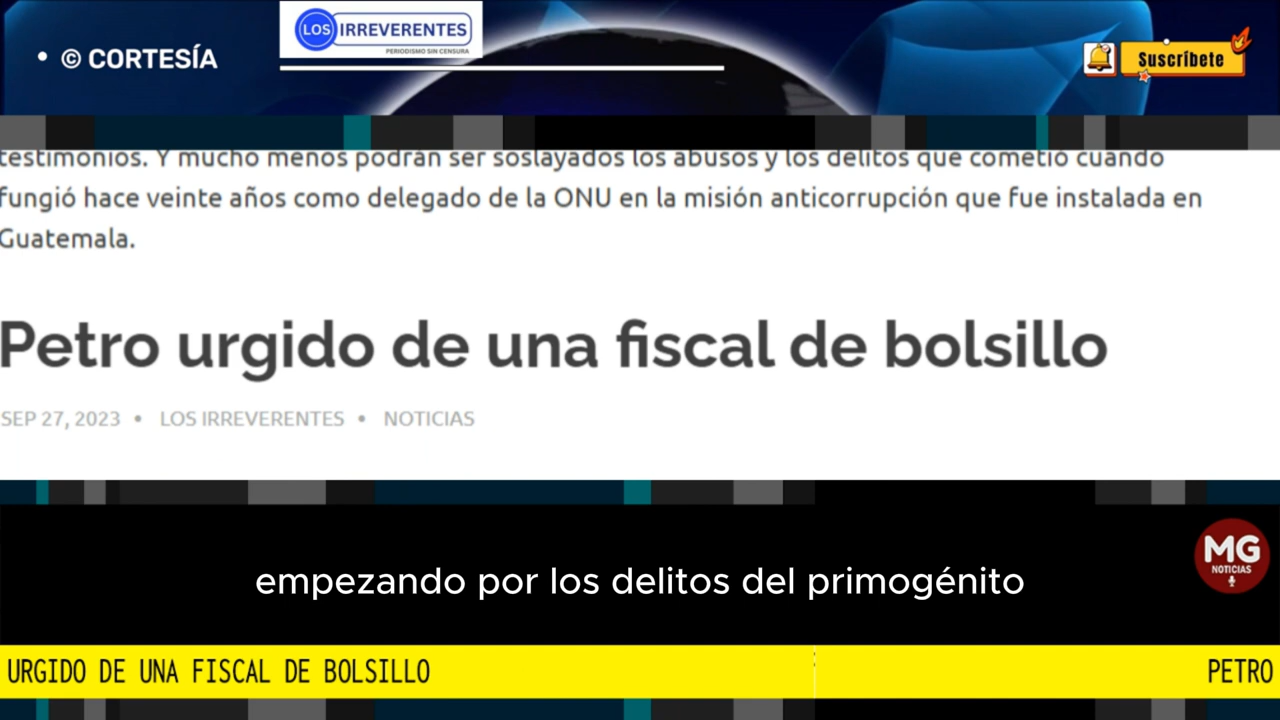 • © CORTESÍA
LOS IRREVERENTES
PERIODISMO SIN CENSURA
Suscríbete
testimonios. Y mucho menos podrán ser soslayados los abusos y los delitos que cometió cuando
fungió hace veinte años como delegado de la ONU en la misión anticorrupción que fue instalada en
Guatemala.
Petro urgido de una fiscal de bolsillo
SEP 27, 2023 • LOS IRREVERENTES • NOTICIAS
MG
NOTICIAS
empezando por los delitos del primogénito
URGIDO DE UNA FISCAL DE BOLSILLO
PETRO